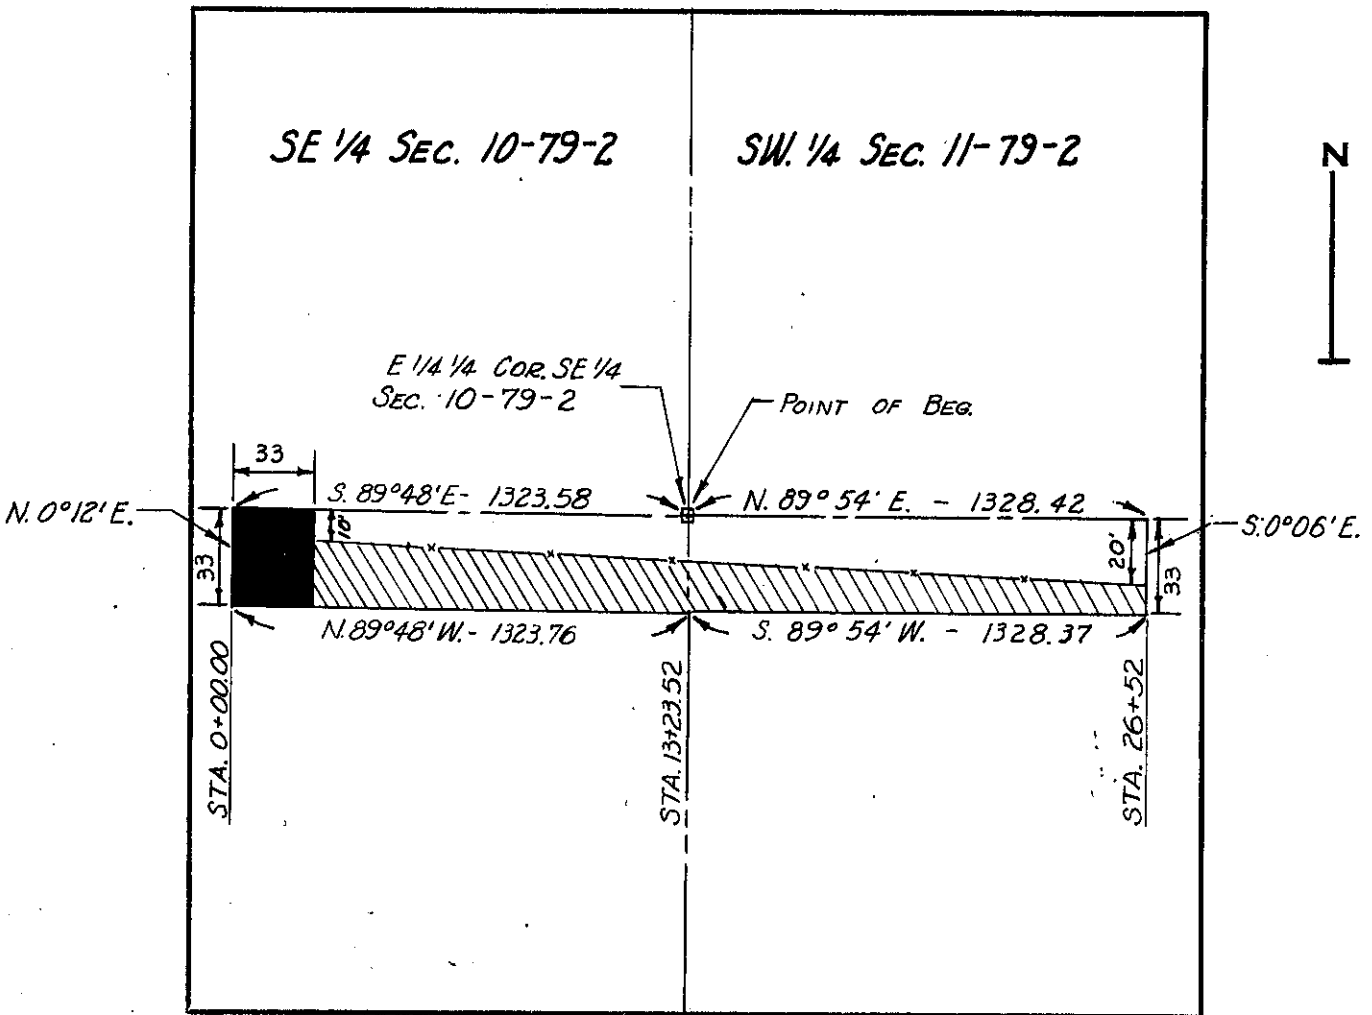 SE 1/4 SEC. 10-79-2
SW. 1/4 SEC. 11-79-2
N
E 1/4 1/4 COR. SE 1/4
SEC. 10-79-2
POINT OF BEG.
33
N. 0°12' E.
S. 89°48' E- 1323.58
N. 89° 54' E. - 1328.42
S. 0°06' E.
10'
20'
33
33
N. 89°48' W. - 1323.76
S. 89° 54' W. - 1328.37
STA. 0+00.00
STA. 13+23.52
STA. 26+52